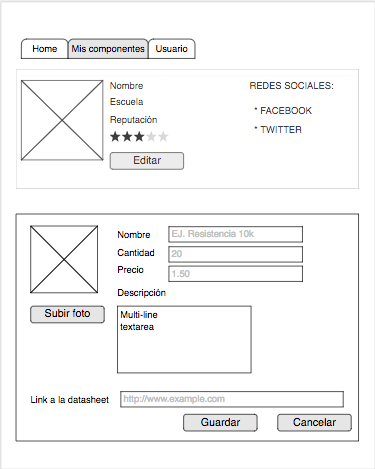 Home Mis componentes Usuario
Nombre
Escuela
Reputación
Editar
REDES SOCIALES:
* FACEBOOK
* TWITTER
Nombre EJ. Resistencia 10k
Cantidad 20
Precio 1.50
Descripción
Subir foto
Multi-line
textarea
Link a la datasheet http://www.example.com
Guardar Cancelar